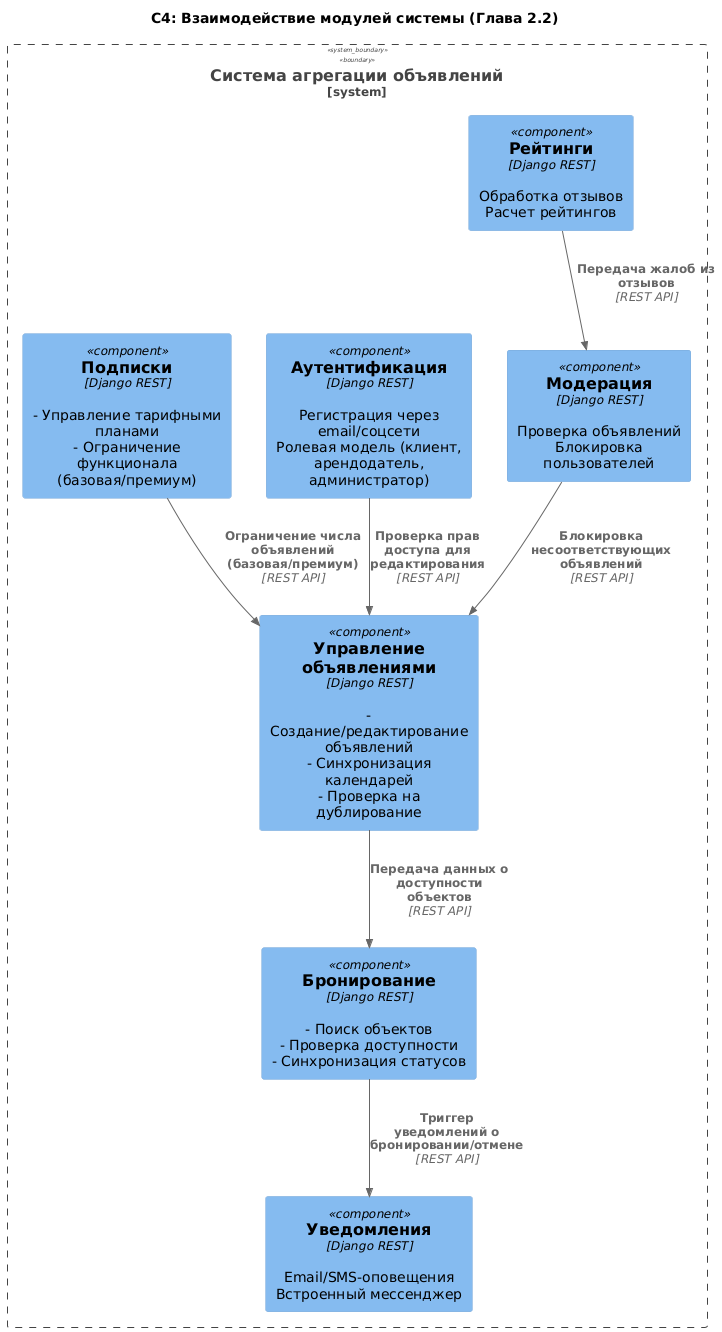 C4: Взаимодействие модулей системы (Глава 2.2)
«system_boundary»
«boundary»
Система агрегации объявлений
[system]
«component»
Рейтинги
[Django REST]
Обработка отзывов
Расчет рейтингов
Передача жалоб из
отзывов
[REST API]
«component»
Подписки
[Django REST]
- Управление тарифными
планами
- Ограничение
функционала
(базовая/премиум)
«component»
Аутентификация
[Django REST]
Регистрация через
email/соцсети
Ролевая модель (клиент,
арендодатель,
администратор)
«component»
Модерация
[Django REST]
Проверка объявлений
Блокировка
пользователей
Ограничение числа
объявлений
(базовая/премиум)
[REST API]
Проверка прав
доступа для
редактирования
[REST API]
Блокировка
несоответствующих
объявлений
[REST API]
«component»
Управление
объявлениями
[Django REST]
-
Создание/редактирование
объявлений
- Синхронизация
календарей
- Проверка на
дублирование
Передача данных о
доступности
объектов
[REST API]
«component»
Бронирование
[Django REST]
- Поиск объектов
- Проверка доступности
- Синхронизация статусов
Триггер
уведомлений о
бронировании/отмене
[REST API]
«component»
Уведомления
[Django REST]
Email/SMS-оповещения
Встроенный мессенджер